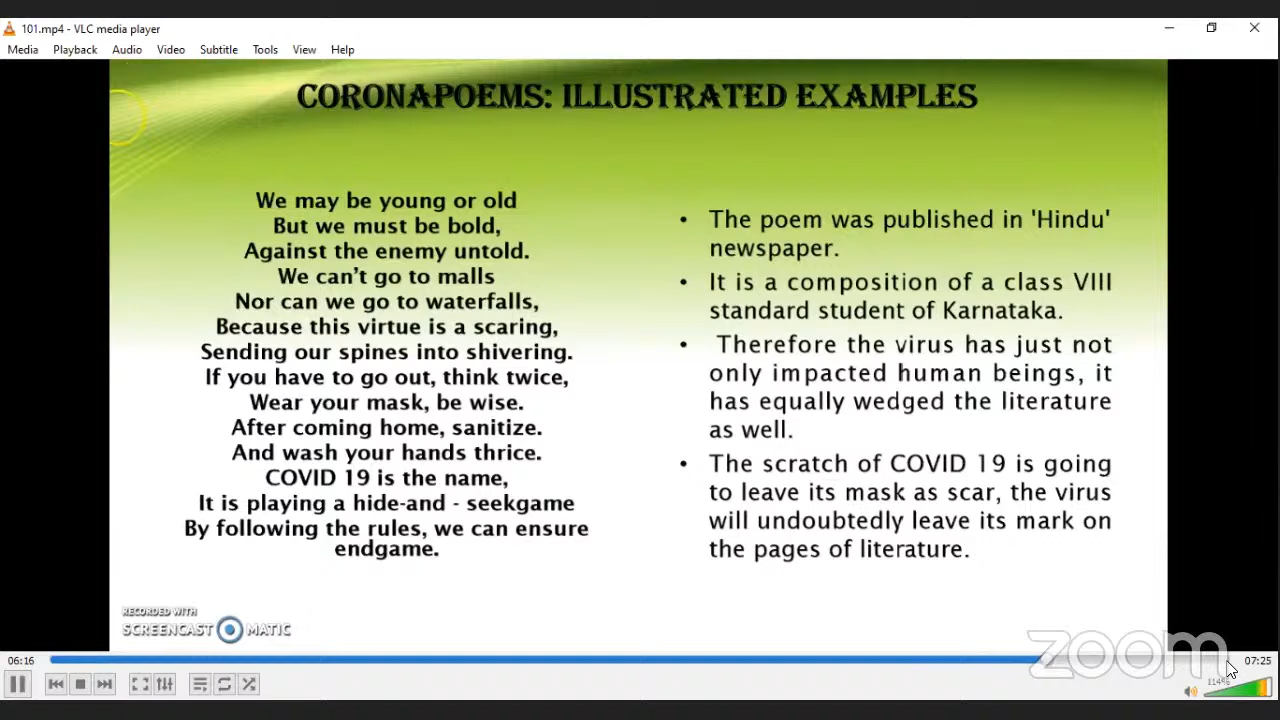 101.mp4 - VLC media player
Media Playback Audio Video Subtitle Tools View Help
CORONAPOEMS: ILLUSTRATED EXAMPLES
We may be young or old
But we must be bold,
Against the enemy untold.
We can't go to malls
Nor can we go to waterfalls,
Because this virtue is a scaring,
Sending our spines into shivering.
If you have to go out, think twice,
Wear your mask, be wise.
After coming home, sanitize.
And wash your hands thrice.
COVID 19 is the name,
It is playing a hide-and - seekgame
By following the rules, we can ensure
endgame.
• The poem was published in 'Hindu'
newspaper.
• It is a composition of a class VIII
standard student of Karnataka.
• Therefore the virus has just not
only impacted human beings, it
has equally wedged the literature
as well.
• The scratch of COVID 19 is going
to leave its mask as scar, the virus
will undoubtedly leave its mark on
the pages of literature.
RECORDED WITH
SCREENCAST MATIC
zoom
06:16
07:25
114%